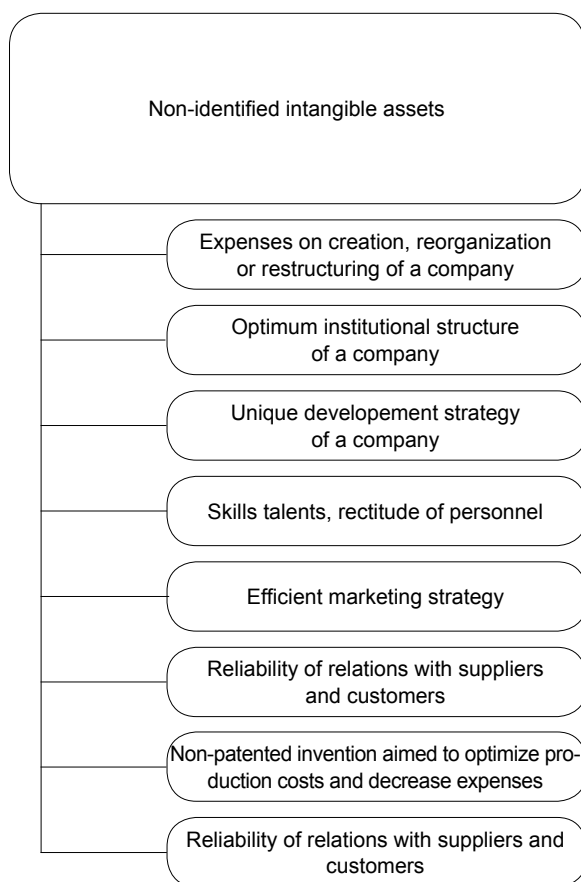 Non-identified intangible assets
Expenses on creation, reorganization
or restructuring of a company
Optimum institutional structure
of a company
Unique developement strategy
of a company
Skills talents, rectitude of personnel
Efficient marketing strategy
Reliability of relations with suppliers
and customers
Non-patented invention aimed to optimize pro-
duction costs and decrease expenses
Reliability of relations with suppliers and
customers